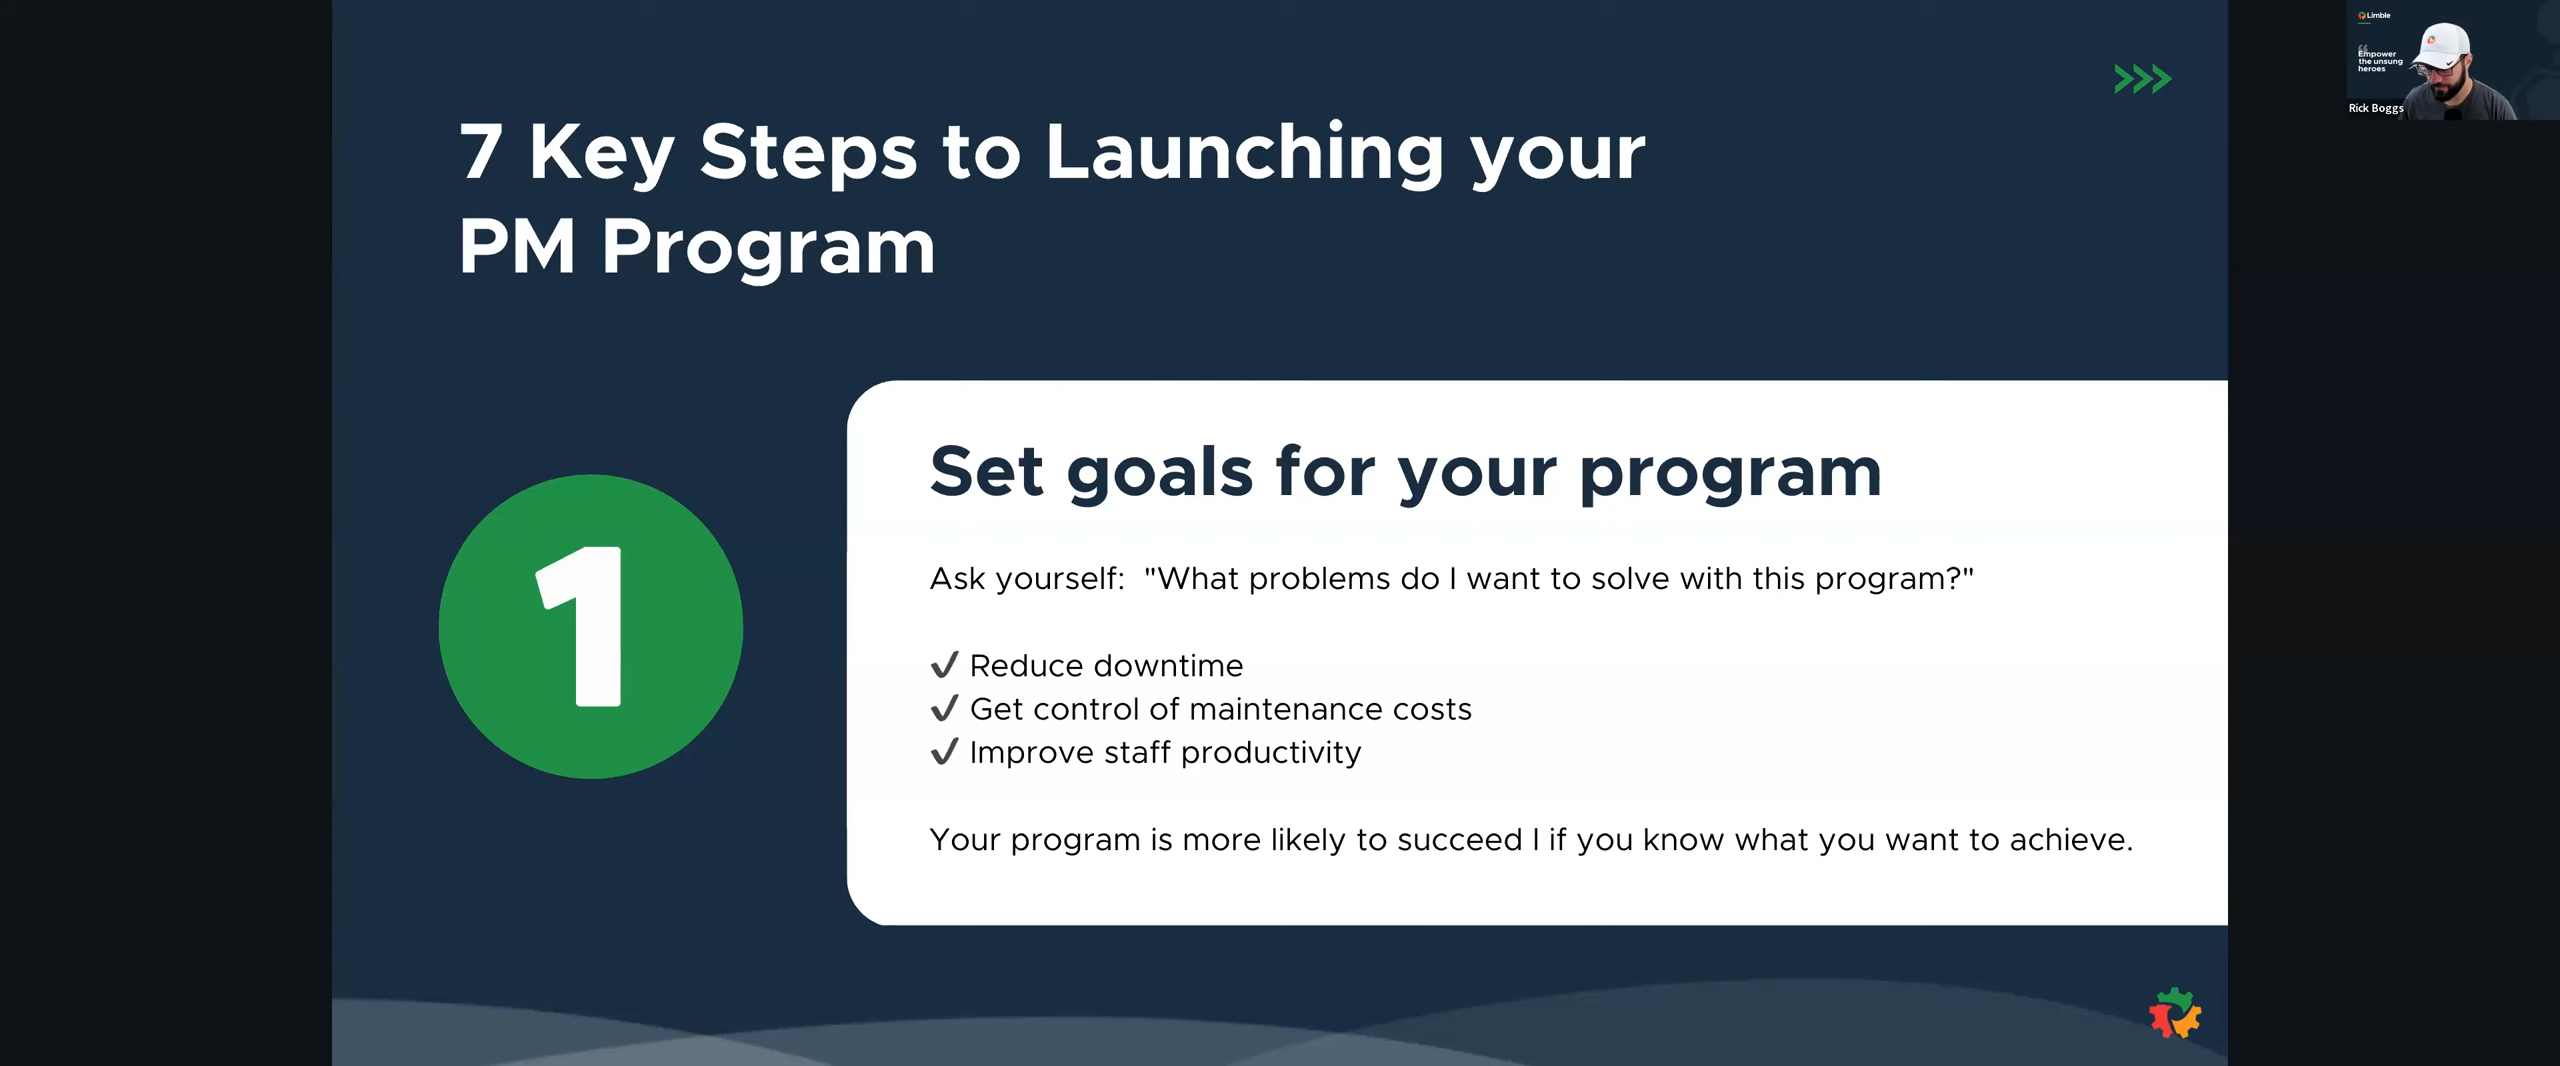 7 Key Steps to Launching your
PM Program
1
Set goals for your program
Ask yourself:  "What problems do I want to solve with this program?"
✓ Reduce downtime
✓ Get control of maintenance costs
✓ Improve staff productivity
Your program is more likely to succeed I if you know what you want to achieve.
Limble
“
Empower
the unsung
heroes
Rick Boggs